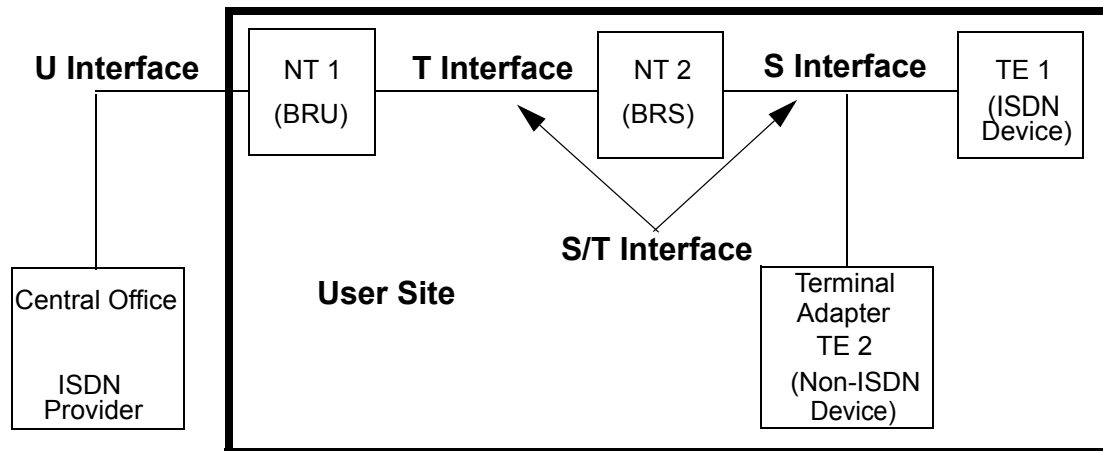 U Interface
NT 1
(BRU)
T Interface
NT 2
(BRS)
S Interface
TE 1
(ISDN
Device)
S/T Interface
User Site
Central Office
ISDN
Provider
Terminal
Adapter
TE 2
(Non-ISDN
Device)